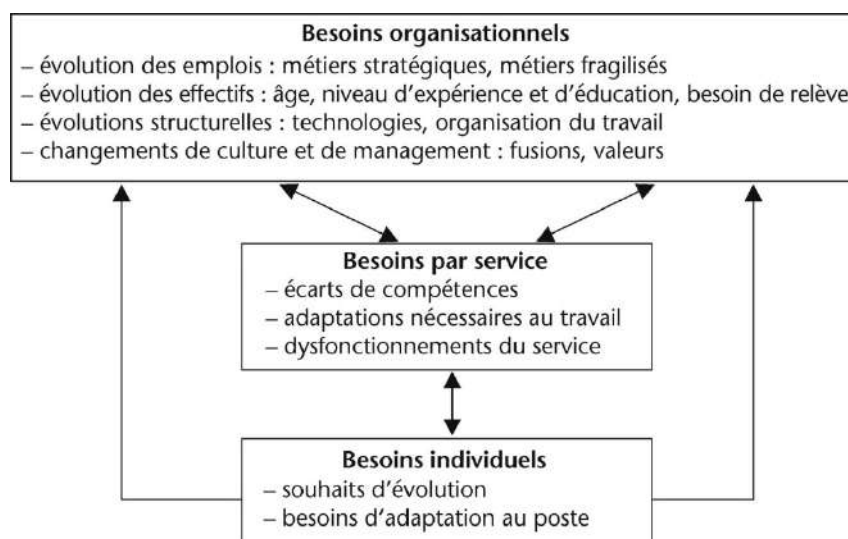 Besoins organisationnels
– évolution des emplois : métiers stratégiques, métiers fragilisés
– évolution des effectifs : âge, niveau d’expérience et d’éducation, besoin de relève
– évolutions structurelles : technologies, organisation du travail
– changements de culture et de management : fusions, valeurs
Besoins par service
– écarts de compétences
– adaptations nécessaires au travail
– dysfonctionnements du service
Besoins individuels
– souhaits d’évolution
– besoins d’adaptation au poste